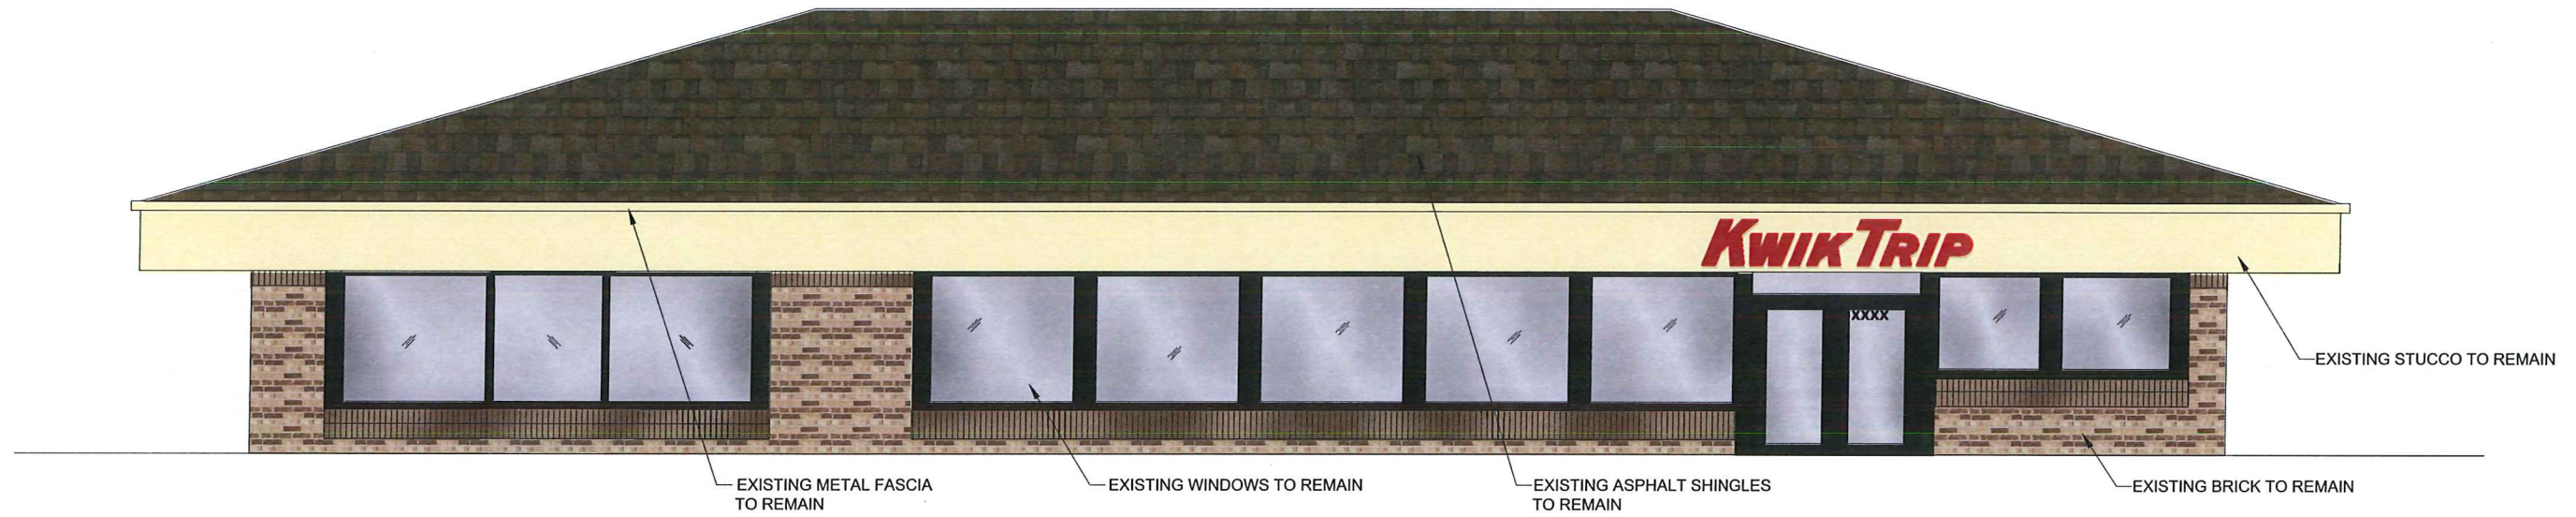 KWIK TRIP
XXXX
EXISTING STUCCO TO REMAIN
EXISTING METAL FASCIA
TO REMAIN
EXISTING WINDOWS TO REMAIN
EXISTING ASPHALT SHINGLES
TO REMAIN
EXISTING BRICK TO REMAIN